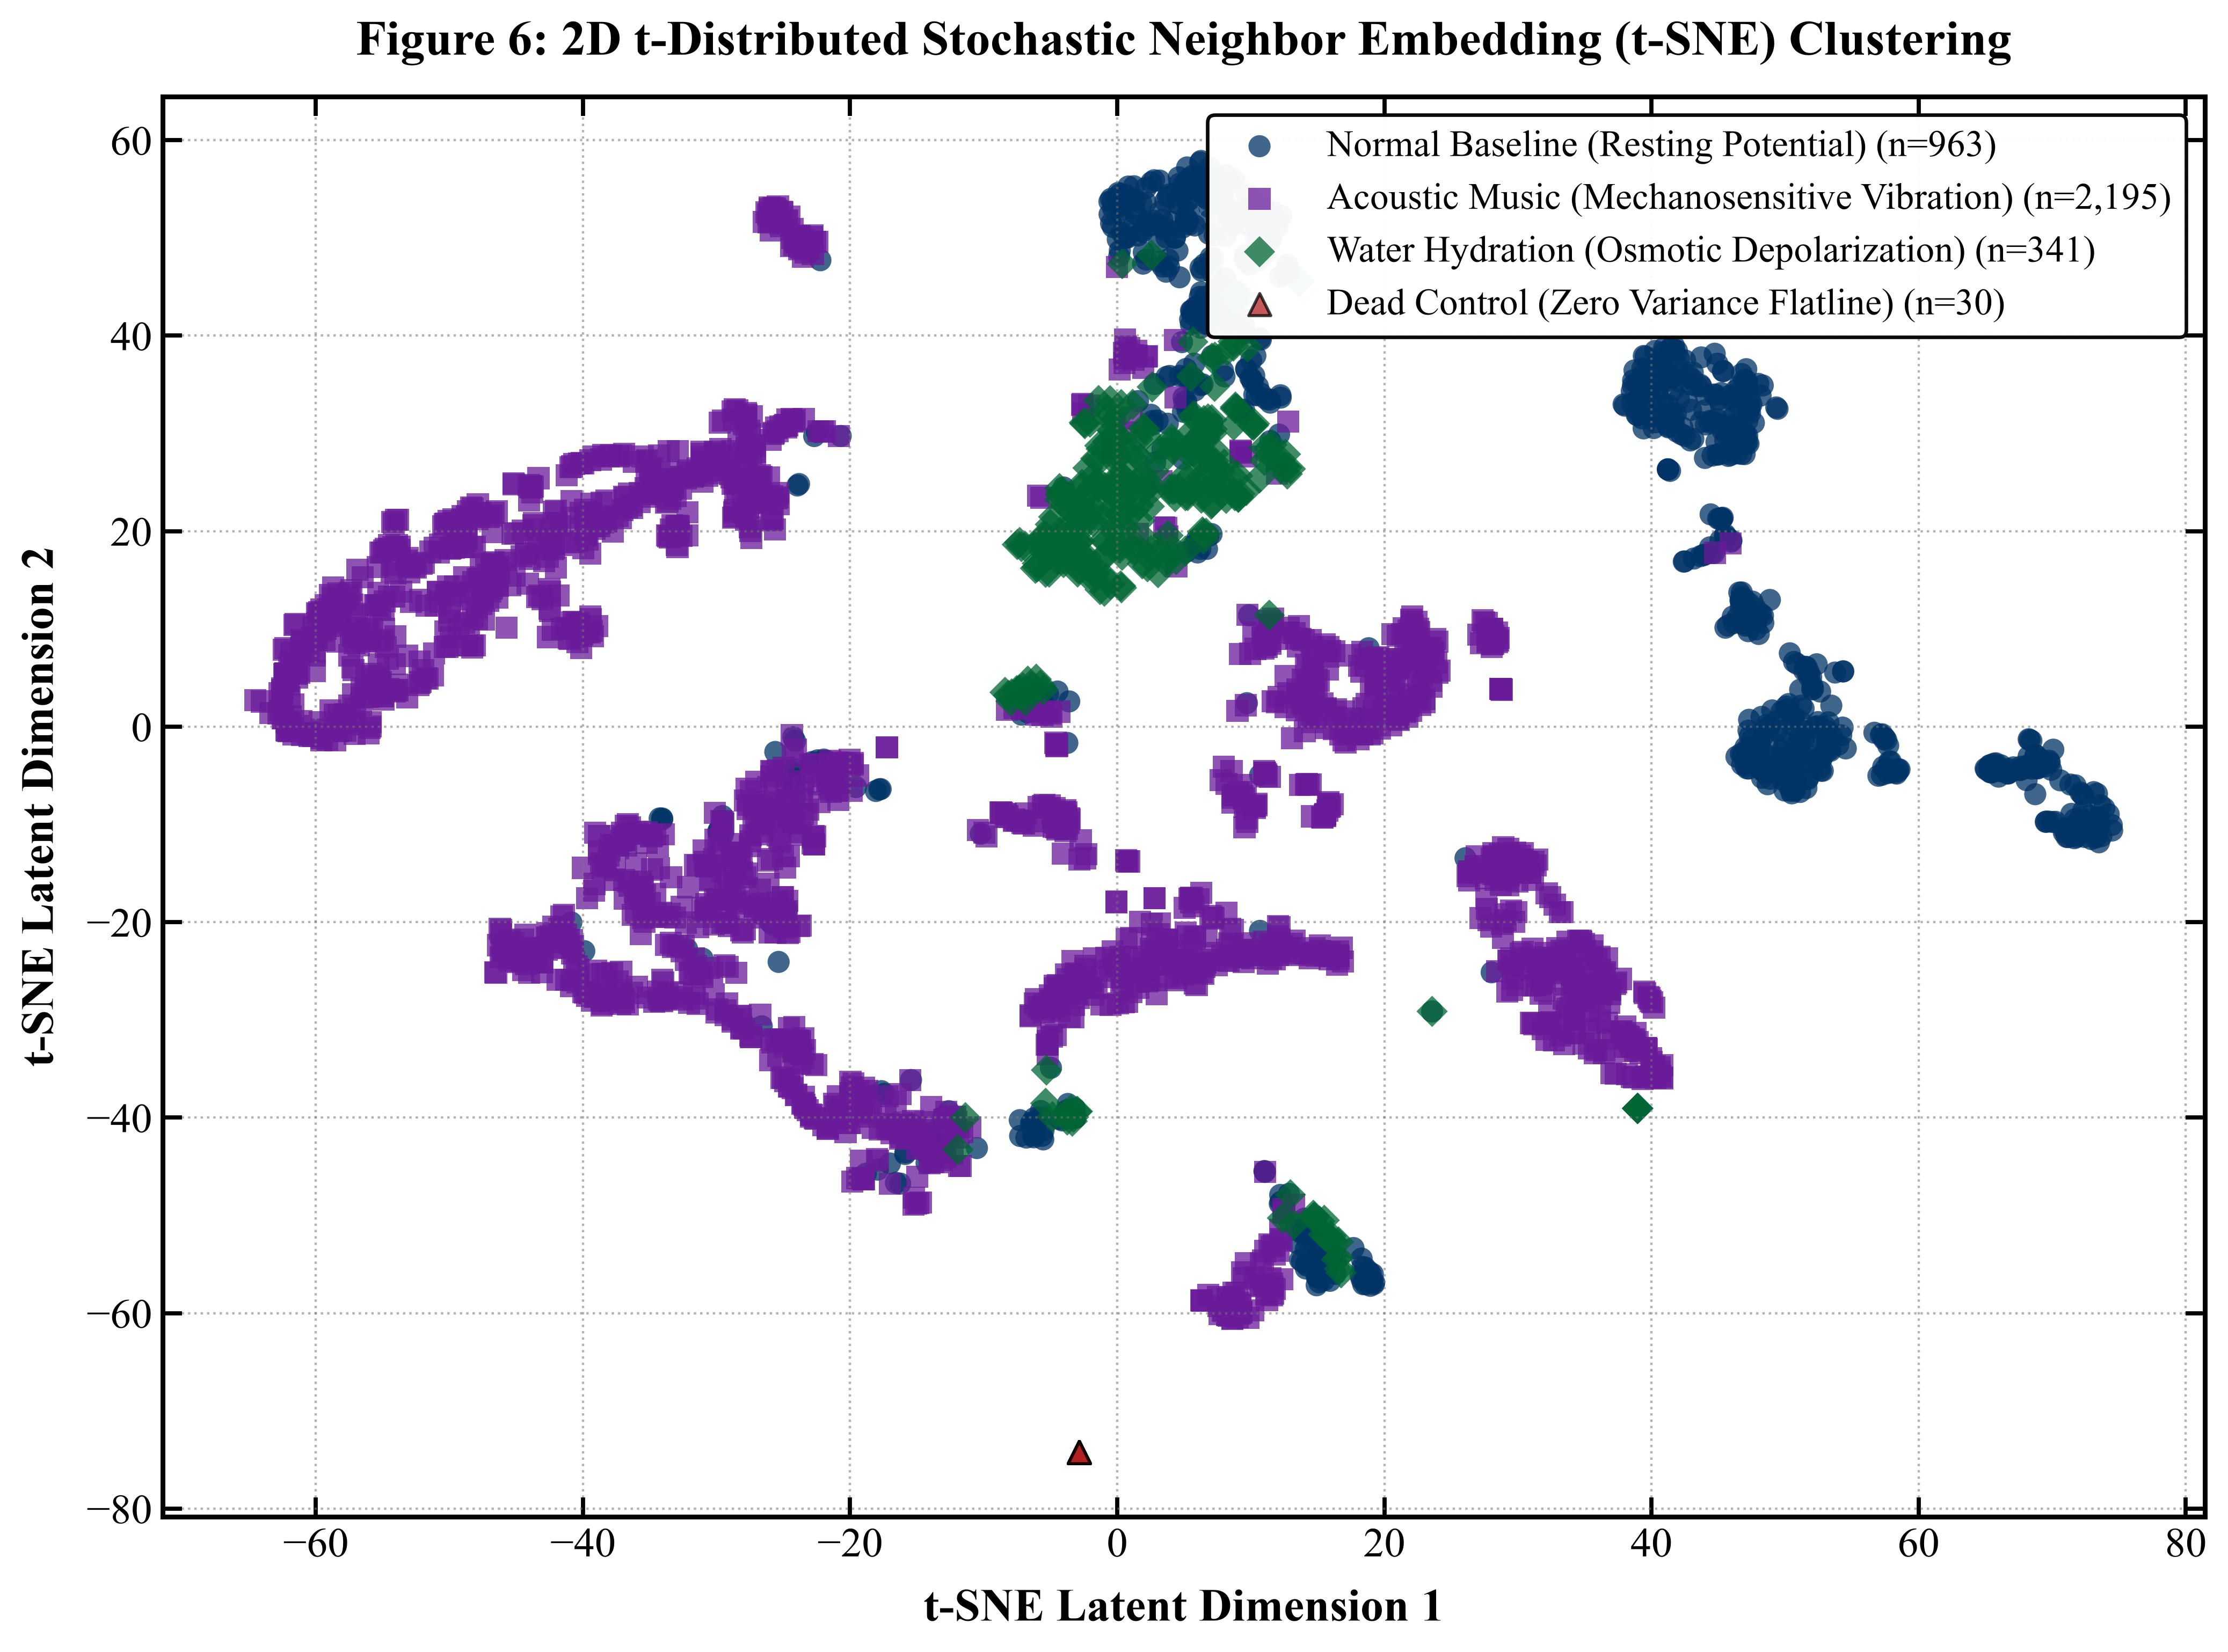 Figure 6: 2D t-Distributed Stochastic Neighbor Embedding (t-SNE) Clustering
Normal Baseline (Resting Potential) (n=963)
Acoustic Music (Mechanosensitive Vibration) (n=2,195)
Water Hydration (Osmotic Depolarization) (n=341)
Dead Control (Zero Variance Flatline) (n=30)
t-SNE Latent Dimension 2
60
40
20
0
−20
−40
−60
−80
−60 −40 −20 0 20 40 60 80
t-SNE Latent Dimension 1